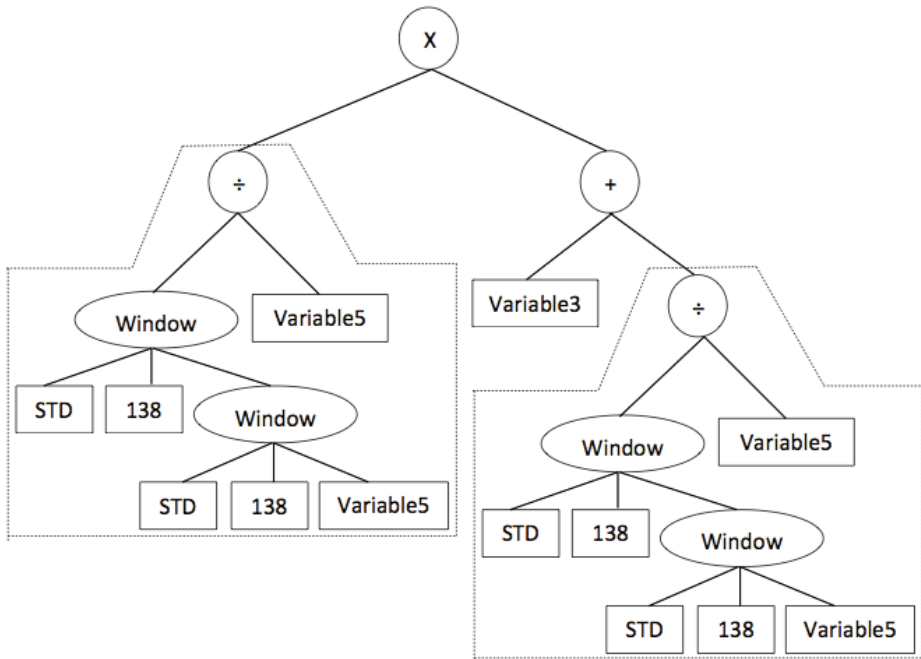 X
÷
+
Variable3
÷
Window
Variable5
STD
138
Window
Window
Variable5
STD
138
Variable5
STD
138
Window
STD
138
Variable5